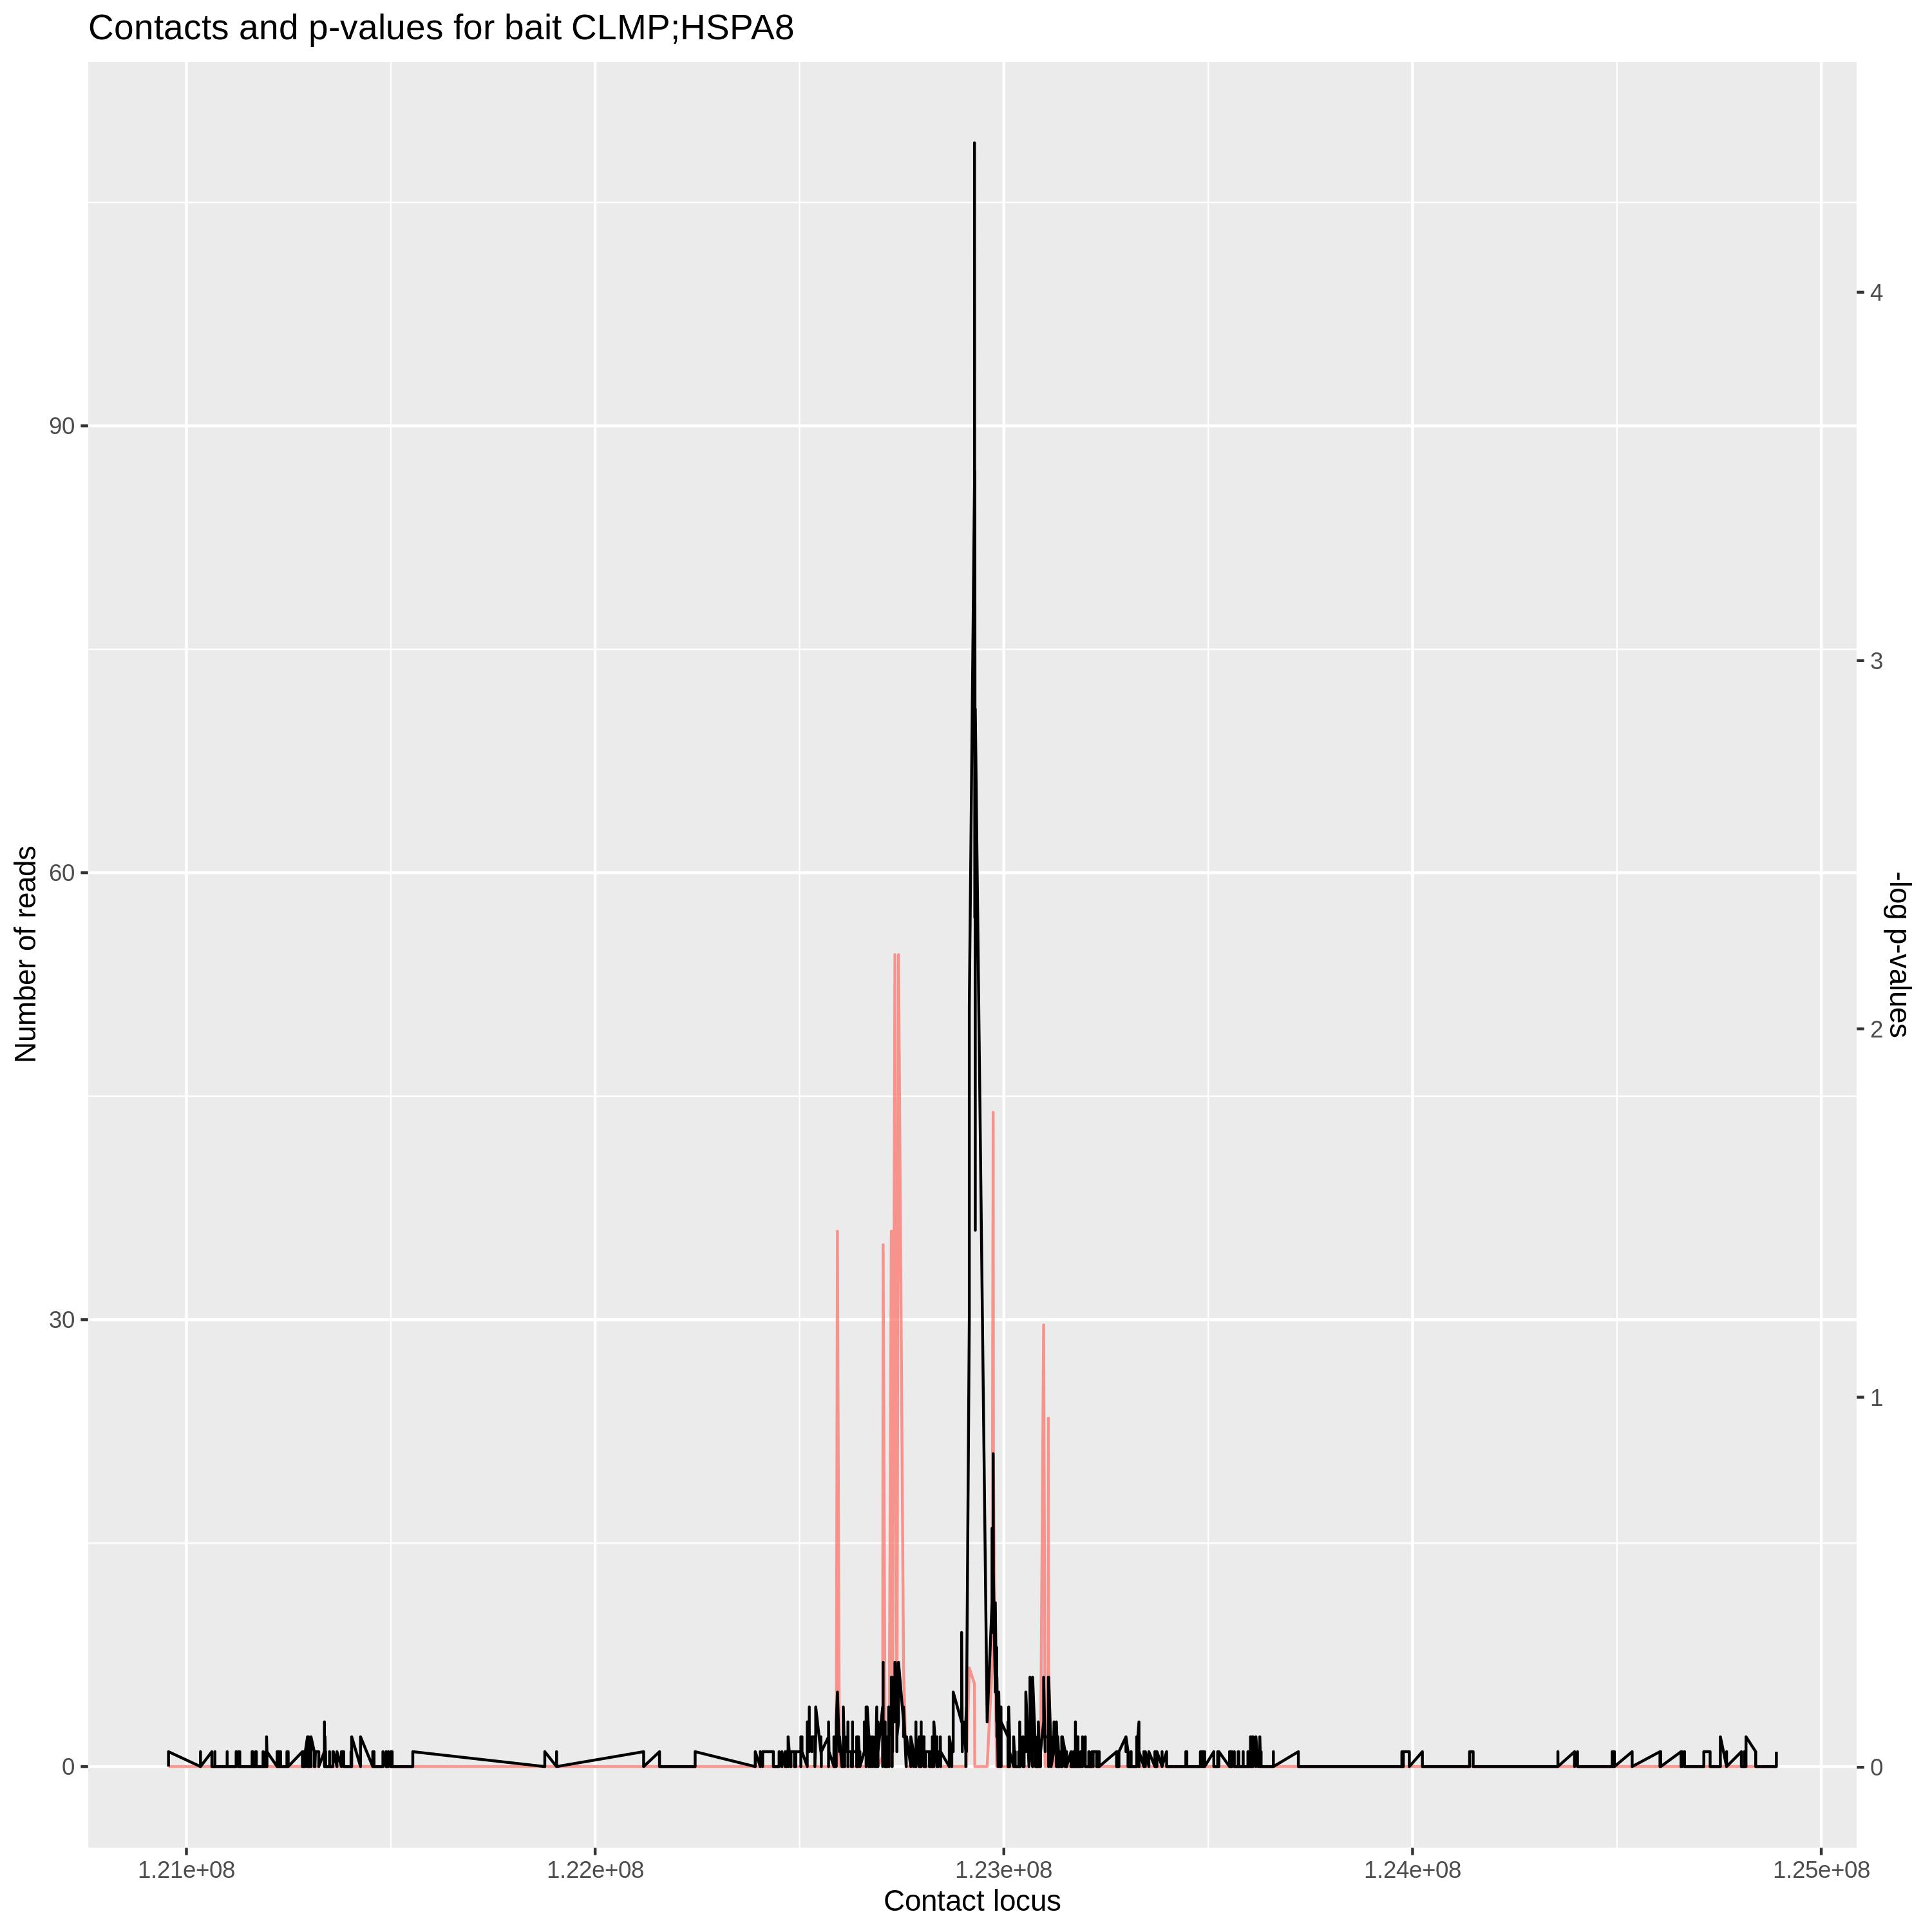 Contacts and p-values for bait CLMP;HSPA8
Number of reads
90
60
30
0
4
3
2
1
0
-log p-values
1.21e+08 1.22e+08 1.23e+08 1.24e+08 1.25e+08
Contact locus